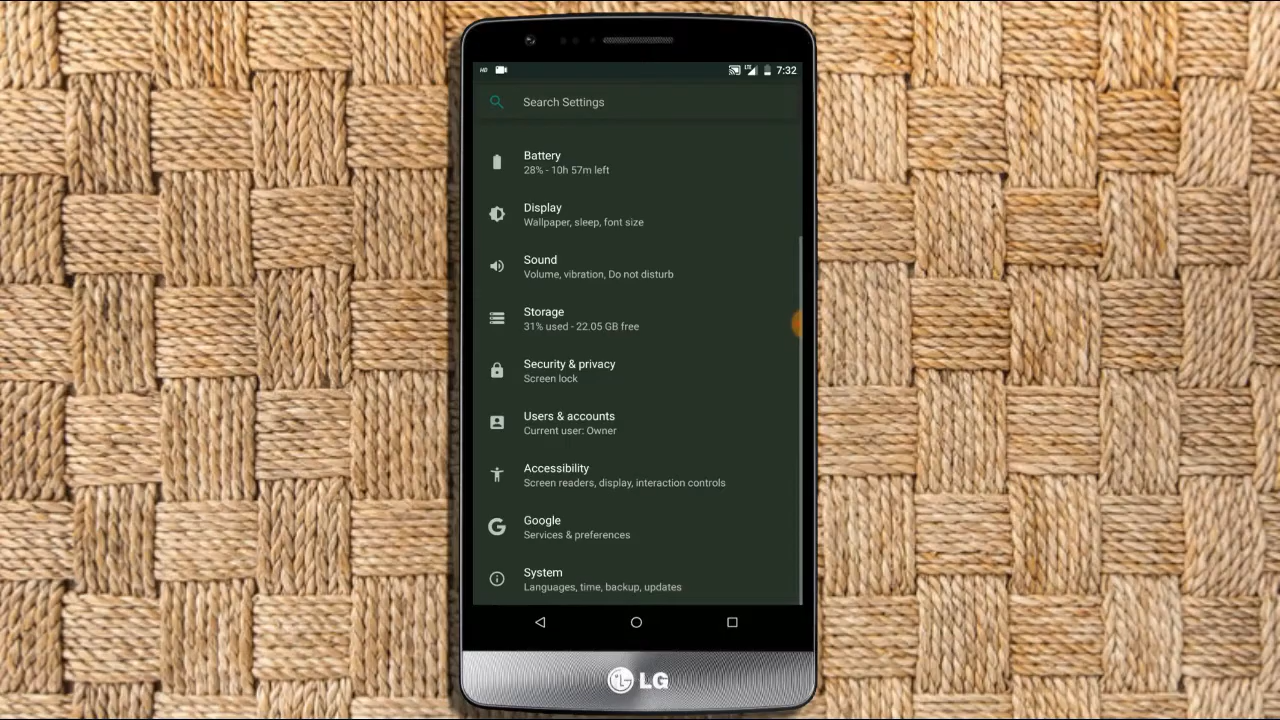 HD
LTE
7:32
Search Settings
Battery
28% - 10h 57m left
Display
Wallpaper, sleep, font size
Sound
Volume, vibration, Do not disturb
Storage
31% used - 22.05 GB free
Security & privacy
Screen lock
Users & accounts
Current user: Owner
Accessibility
Screen readers, display, interaction controls
Google
Services & preferences
System
Languages, time, backup, updates
LG